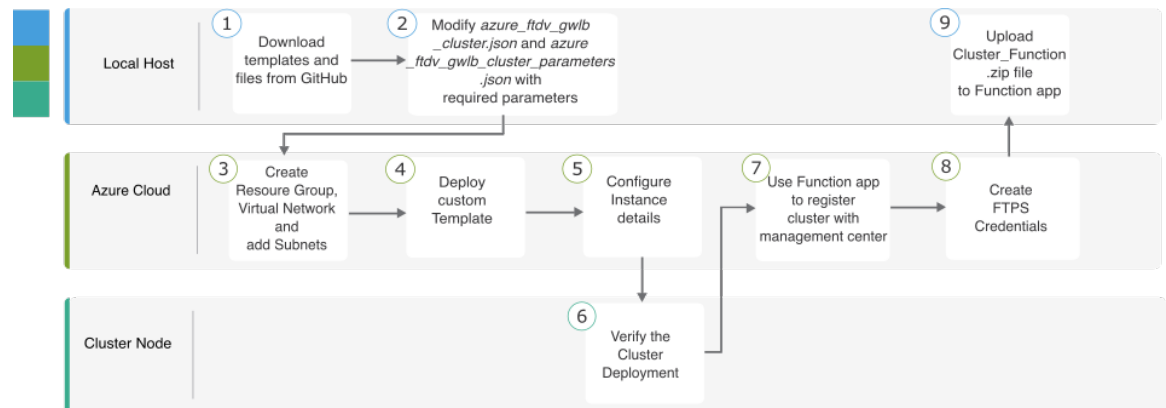 Local Host
1
Download
templates and
files from GitHub
2
Modify azure_ftdv_gwlb
_cluster.json and azure
_ftdv_gwlb_cluster_parameters
.json with
required parameters
9
Upload
Cluster_Function
.zip file
to Function app
Azure Cloud
3
Create
Resoure Group,
Virtual Network
and
add Subnets
4
Deploy
custom
Template
5
Configure
Instance
details
7
Use Function app
to register
cluster with
management center
8
Create
FTPS
Credentials
Cluster Node
6
Verify the
Cluster
Deployment